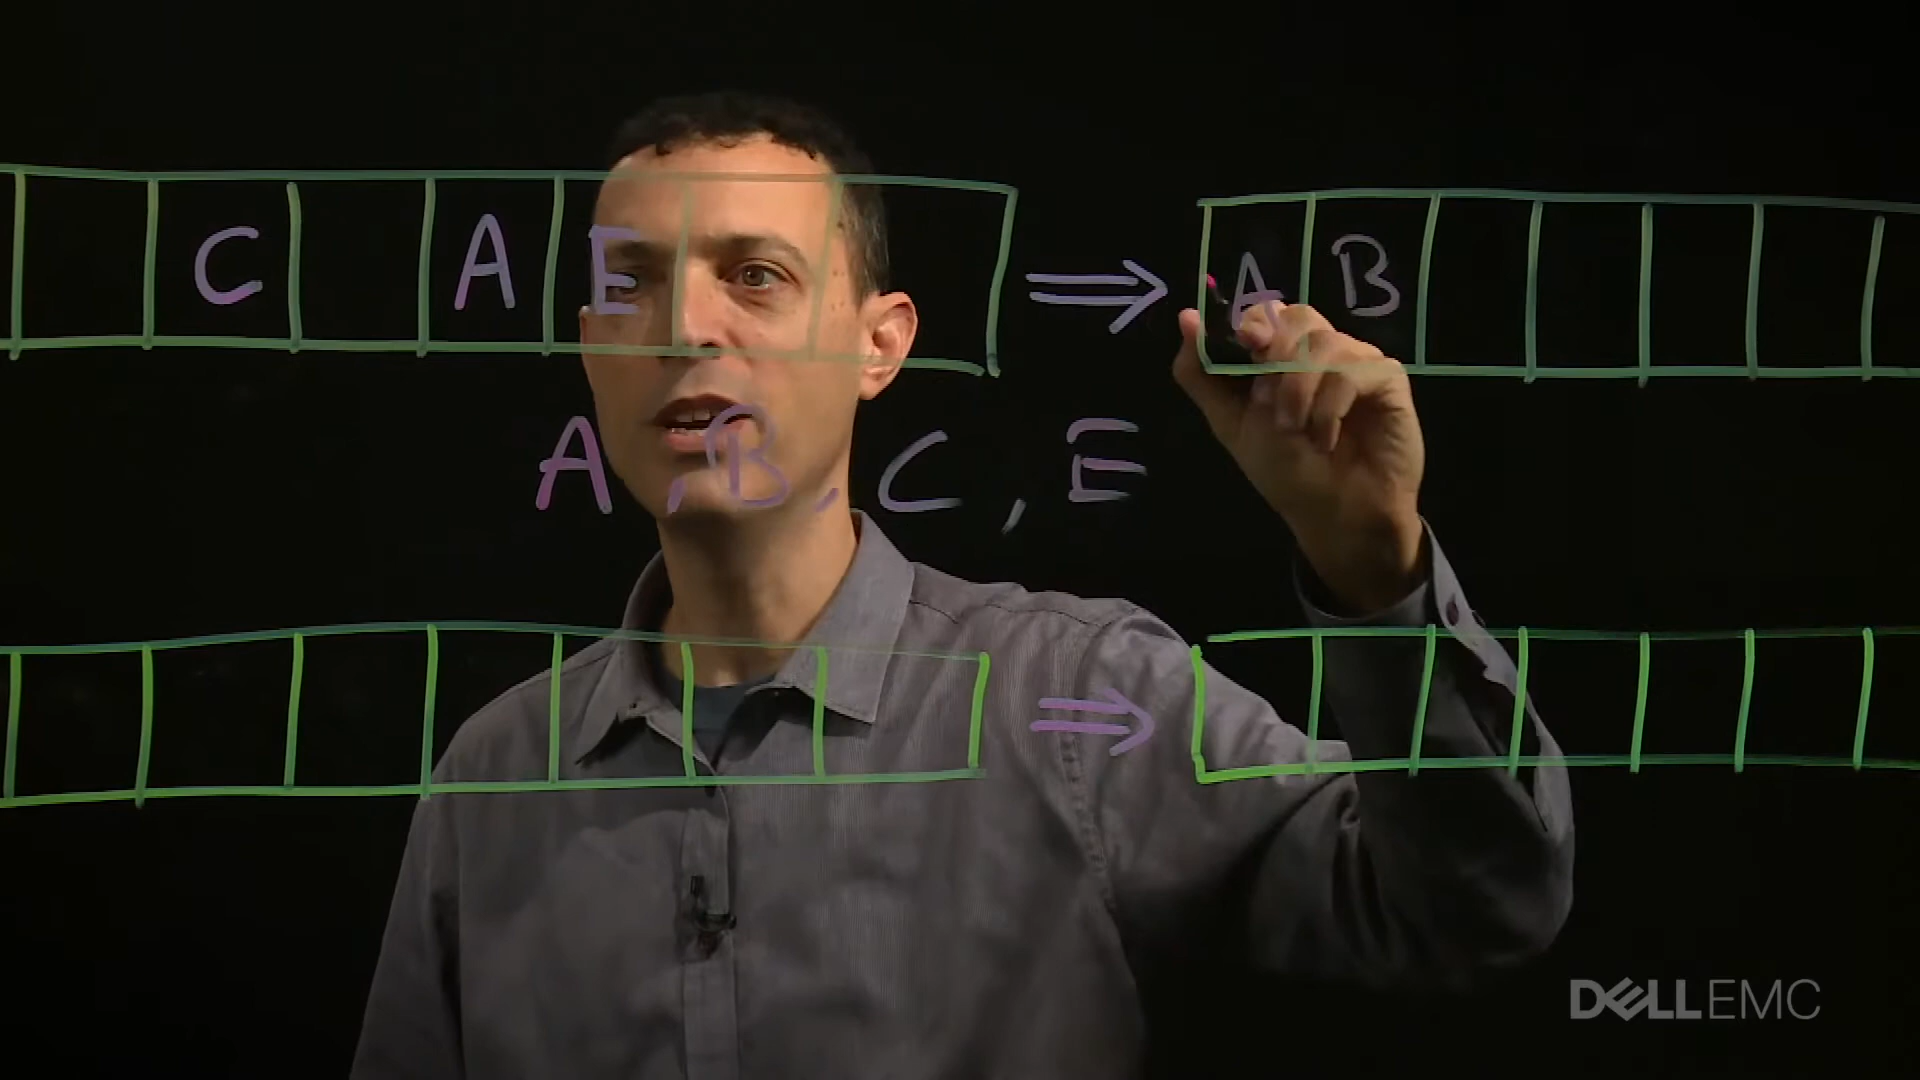 C A E ⇒ A B
A, B, C, E
⇒
DELLEMC